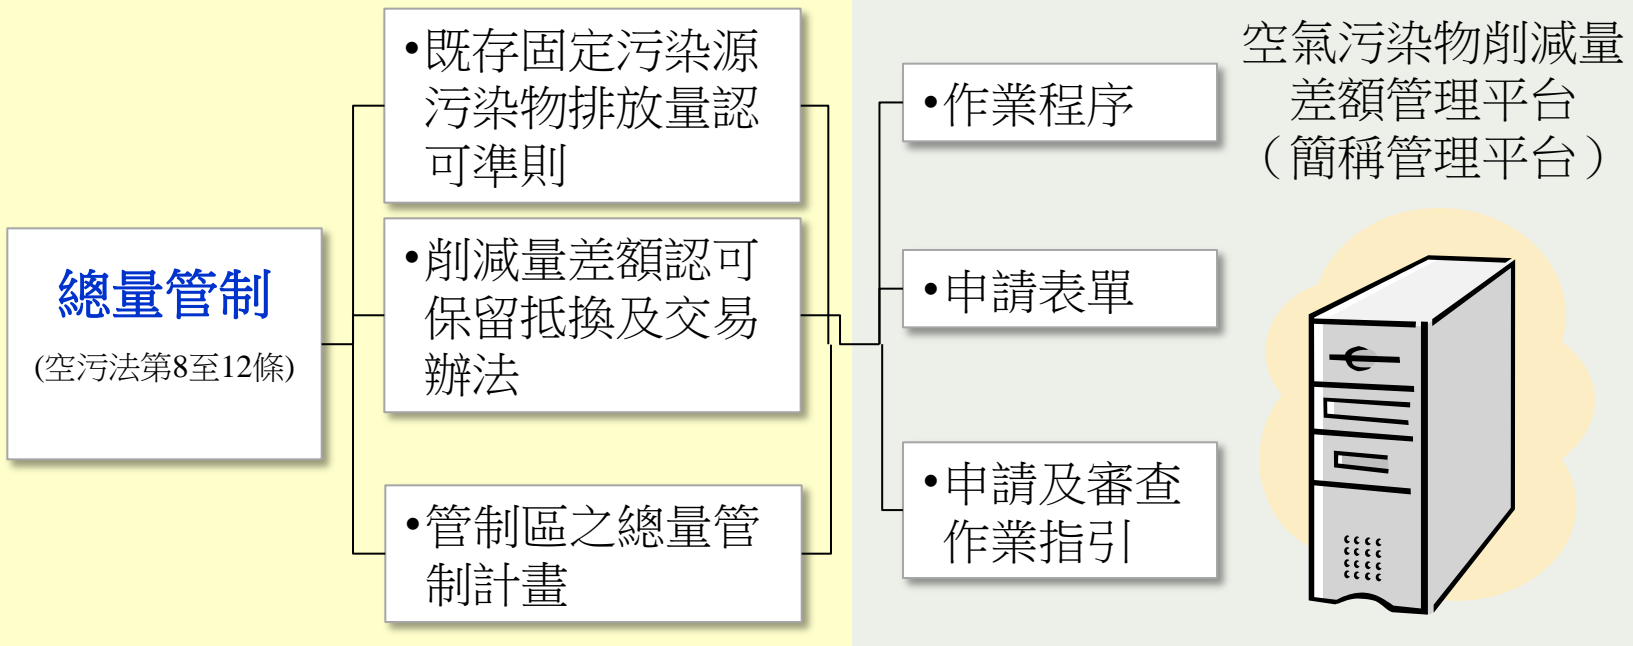 總量管制
(空污法第8至12條)
•既存固定污染源
污染物排放量認
可準則
•削減量差額認可
保留抵換及交易
辦法
•管制區之總量管
制計畫
•作業程序
•申請表單
•申請及審查
作業指引
空氣污染物削減量
差額管理平台
（簡稱管理平台）